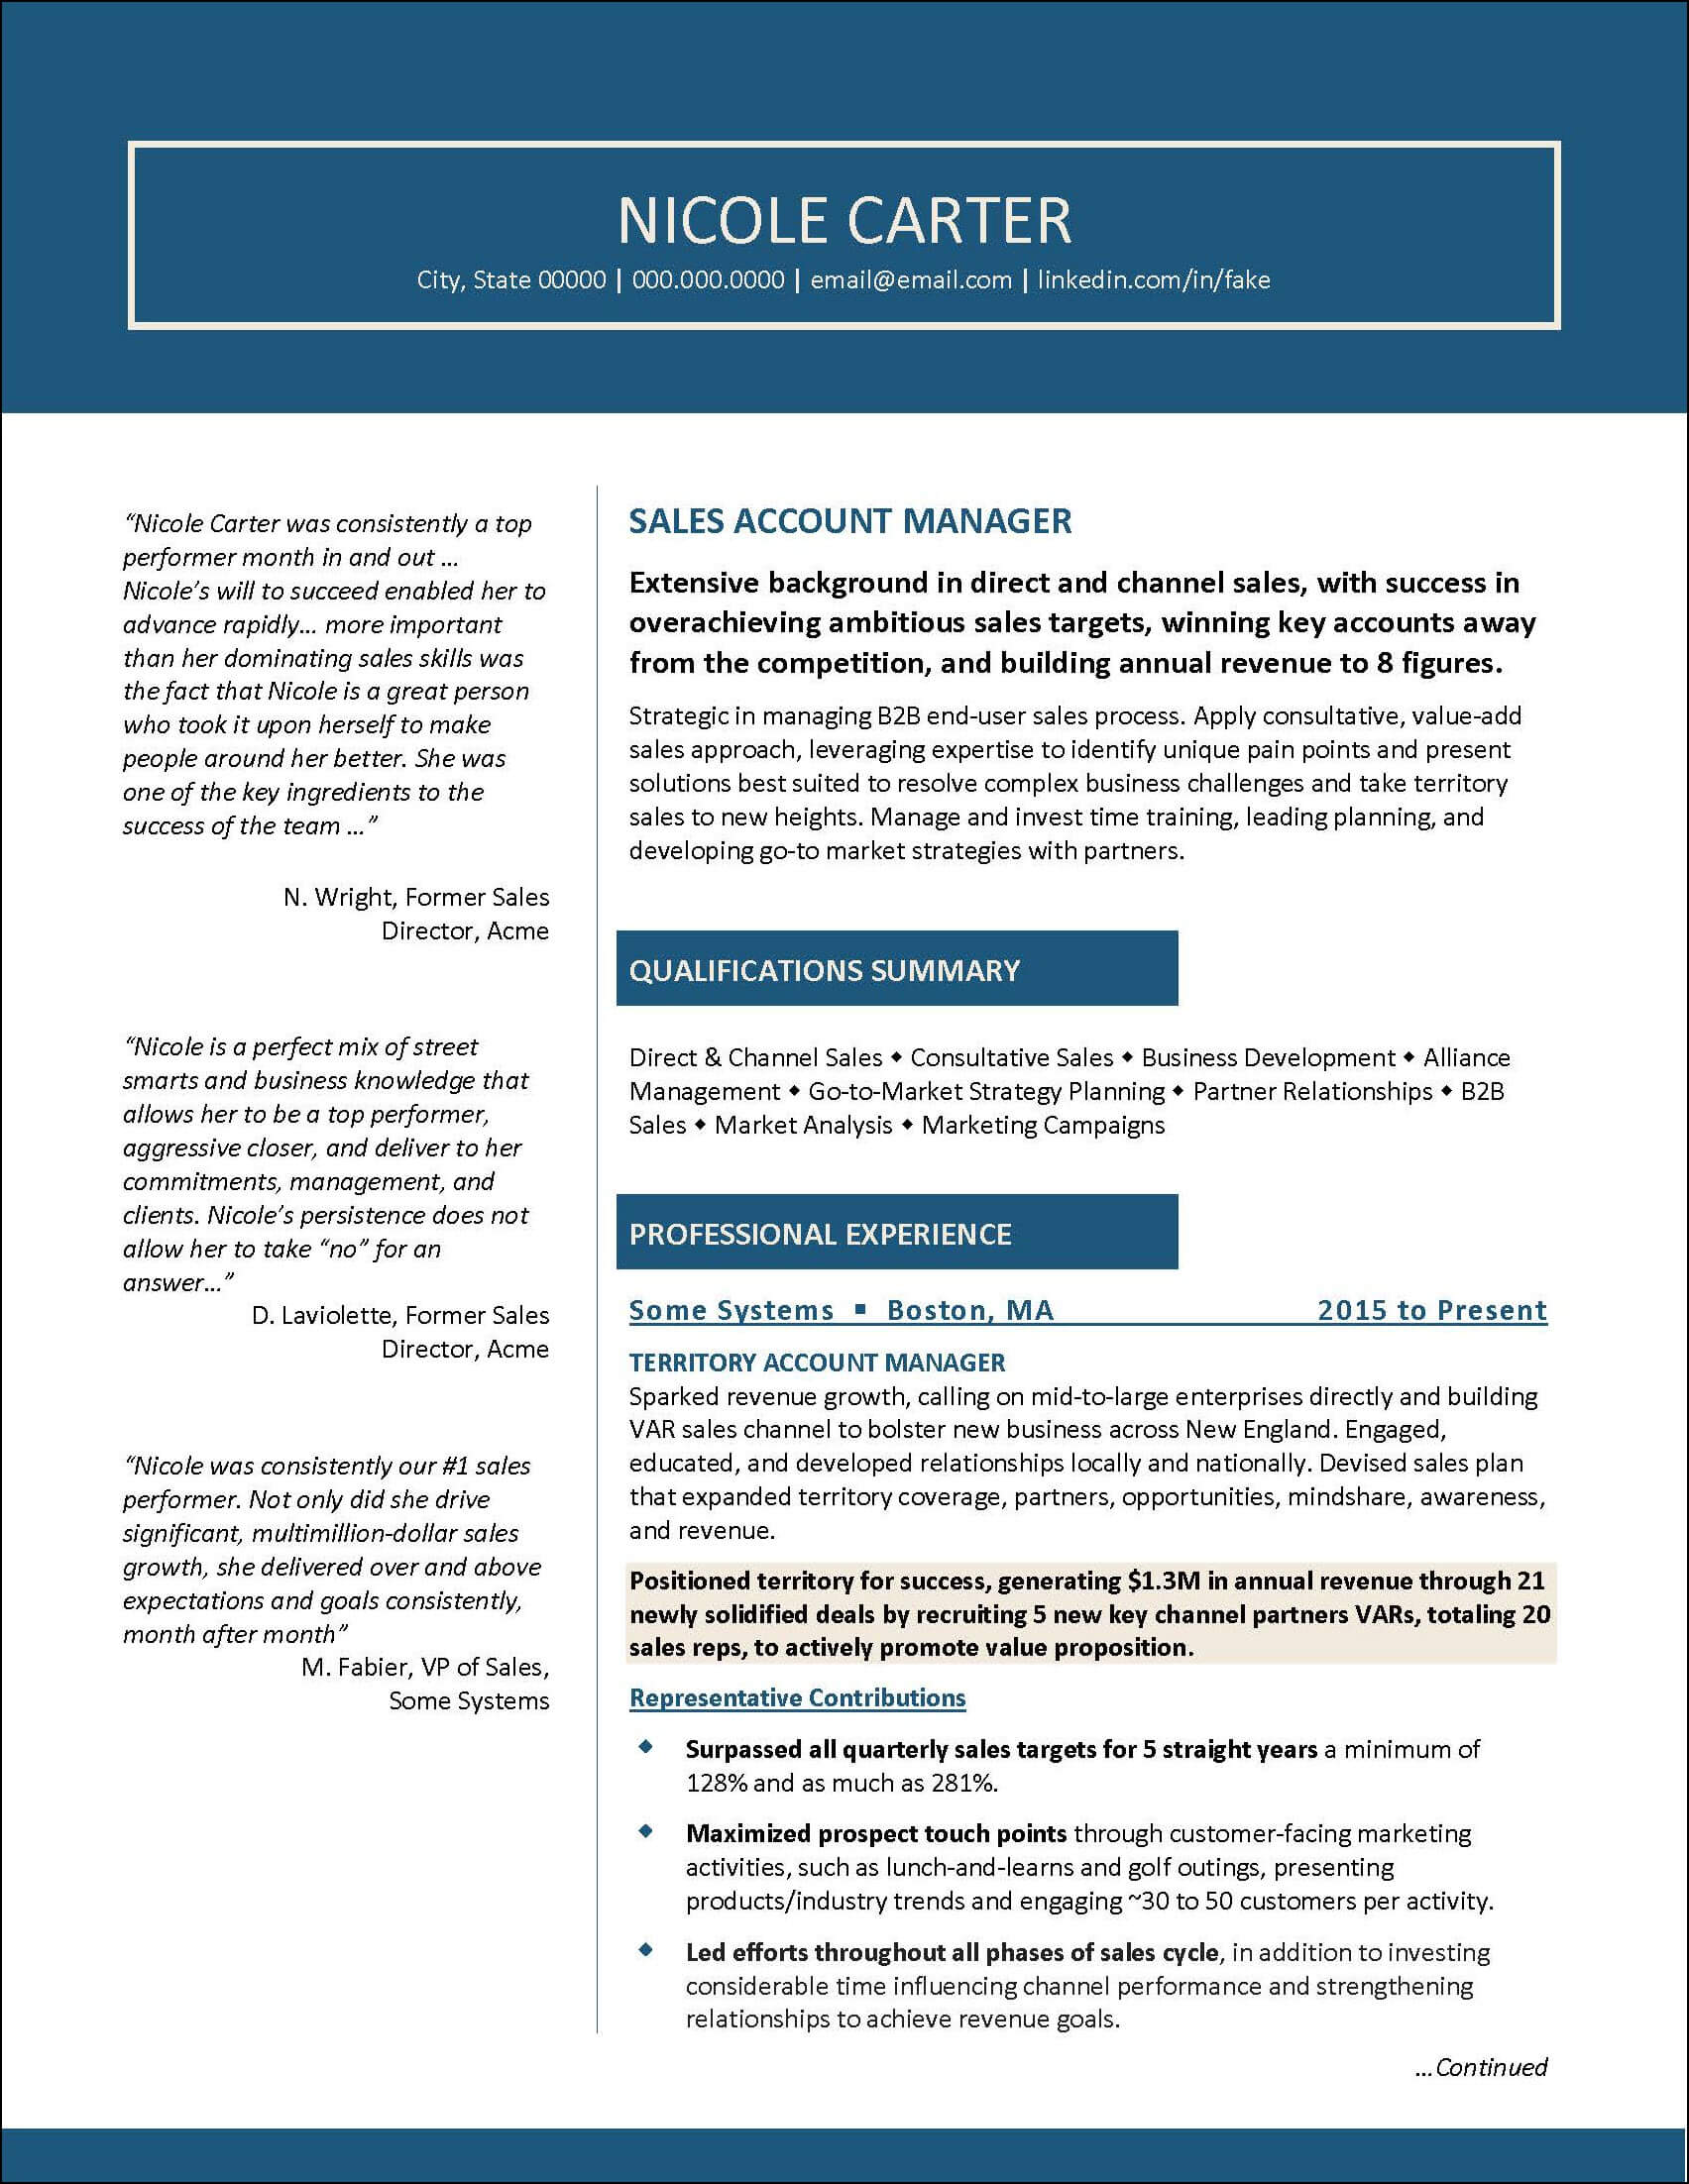 NICOLE CARTER
City, State 00000 | 000.000.0000 | email@email.com | linkedin.com/in/fake
“Nicole Carter was consistently a top
performer month in and out …
Nicole’s will to succeed enabled her to
advance rapidly… more important
than her dominating sales skills was
the fact that Nicole is a great person
who took it upon herself to make
people around her better. She was
one of the key ingredients to the
success of the team …”
N. Wright, Former Sales
Director, Acme
“Nicole is a perfect mix of street
smarts and business knowledge that
allows her to be a top performer,
aggressive closer, and deliver to her
commitments, management, and
clients. Nicole’s persistence does not
allow her to take “no” for an
answer…”
D. Laviolette, Former Sales
Director, Acme
“Nicole was consistently our #1 sales
performer. Not only did she drive
significant, multimillion-dollar sales
growth, she delivered over and above
expectations and goals consistently,
month after month”
M. Fabier, VP of Sales,
Some Systems
SALES ACCOUNT MANAGER
Extensive background in direct and channel sales, with success in
overachieving ambitious sales targets, winning key accounts away
from the competition, and building annual revenue to 8 figures.
Strategic in managing B2B end-user sales process. Apply consultative, value-add
sales approach, leveraging expertise to identify unique pain points and present
solutions best suited to resolve complex business challenges and take territory
sales to new heights. Manage and invest time training, leading planning, and
developing go-to market strategies with partners.
QUALIFICATIONS SUMMARY
Direct & Channel Sales ◆ Consultative Sales ◆ Business Development ◆ Alliance
Management ◆ Go-to-Market Strategy Planning ◆ Partner Relationships ◆ B2B
Sales ◆ Market Analysis ◆ Marketing Campaigns
PROFESSIONAL EXPERIENCE
Some Systems ▪ Boston, MA 2015 to Present
TERRITORY ACCOUNT MANAGER
Sparked revenue growth, calling on mid-to-large enterprises directly and building
VAR sales channel to bolster new business across New England. Engaged,
educated, and developed relationships locally and nationally. Devised sales plan
that expanded territory coverage, partners, opportunities, mindshare, awareness,
and revenue.
Positioned territory for success, generating $1.3M in annual revenue through 21
newly solidified deals by recruiting 5 new key channel partners VARs, totaling 20
sales reps, to actively promote value proposition.
Representative Contributions
◆ Surpassed all quarterly sales targets for 5 straight years a minimum of
128% and as much as 281%.
◆ Maximized prospect touch points through customer-facing marketing
activities, such as lunch-and-learns and golf outings, presenting
products/industry trends and engaging ~30 to 50 customers per activity.
◆ Led efforts throughout all phases of sales cycle, in addition to investing
considerable time influencing channel performance and strengthening
relationships to achieve revenue goals.
…Continued